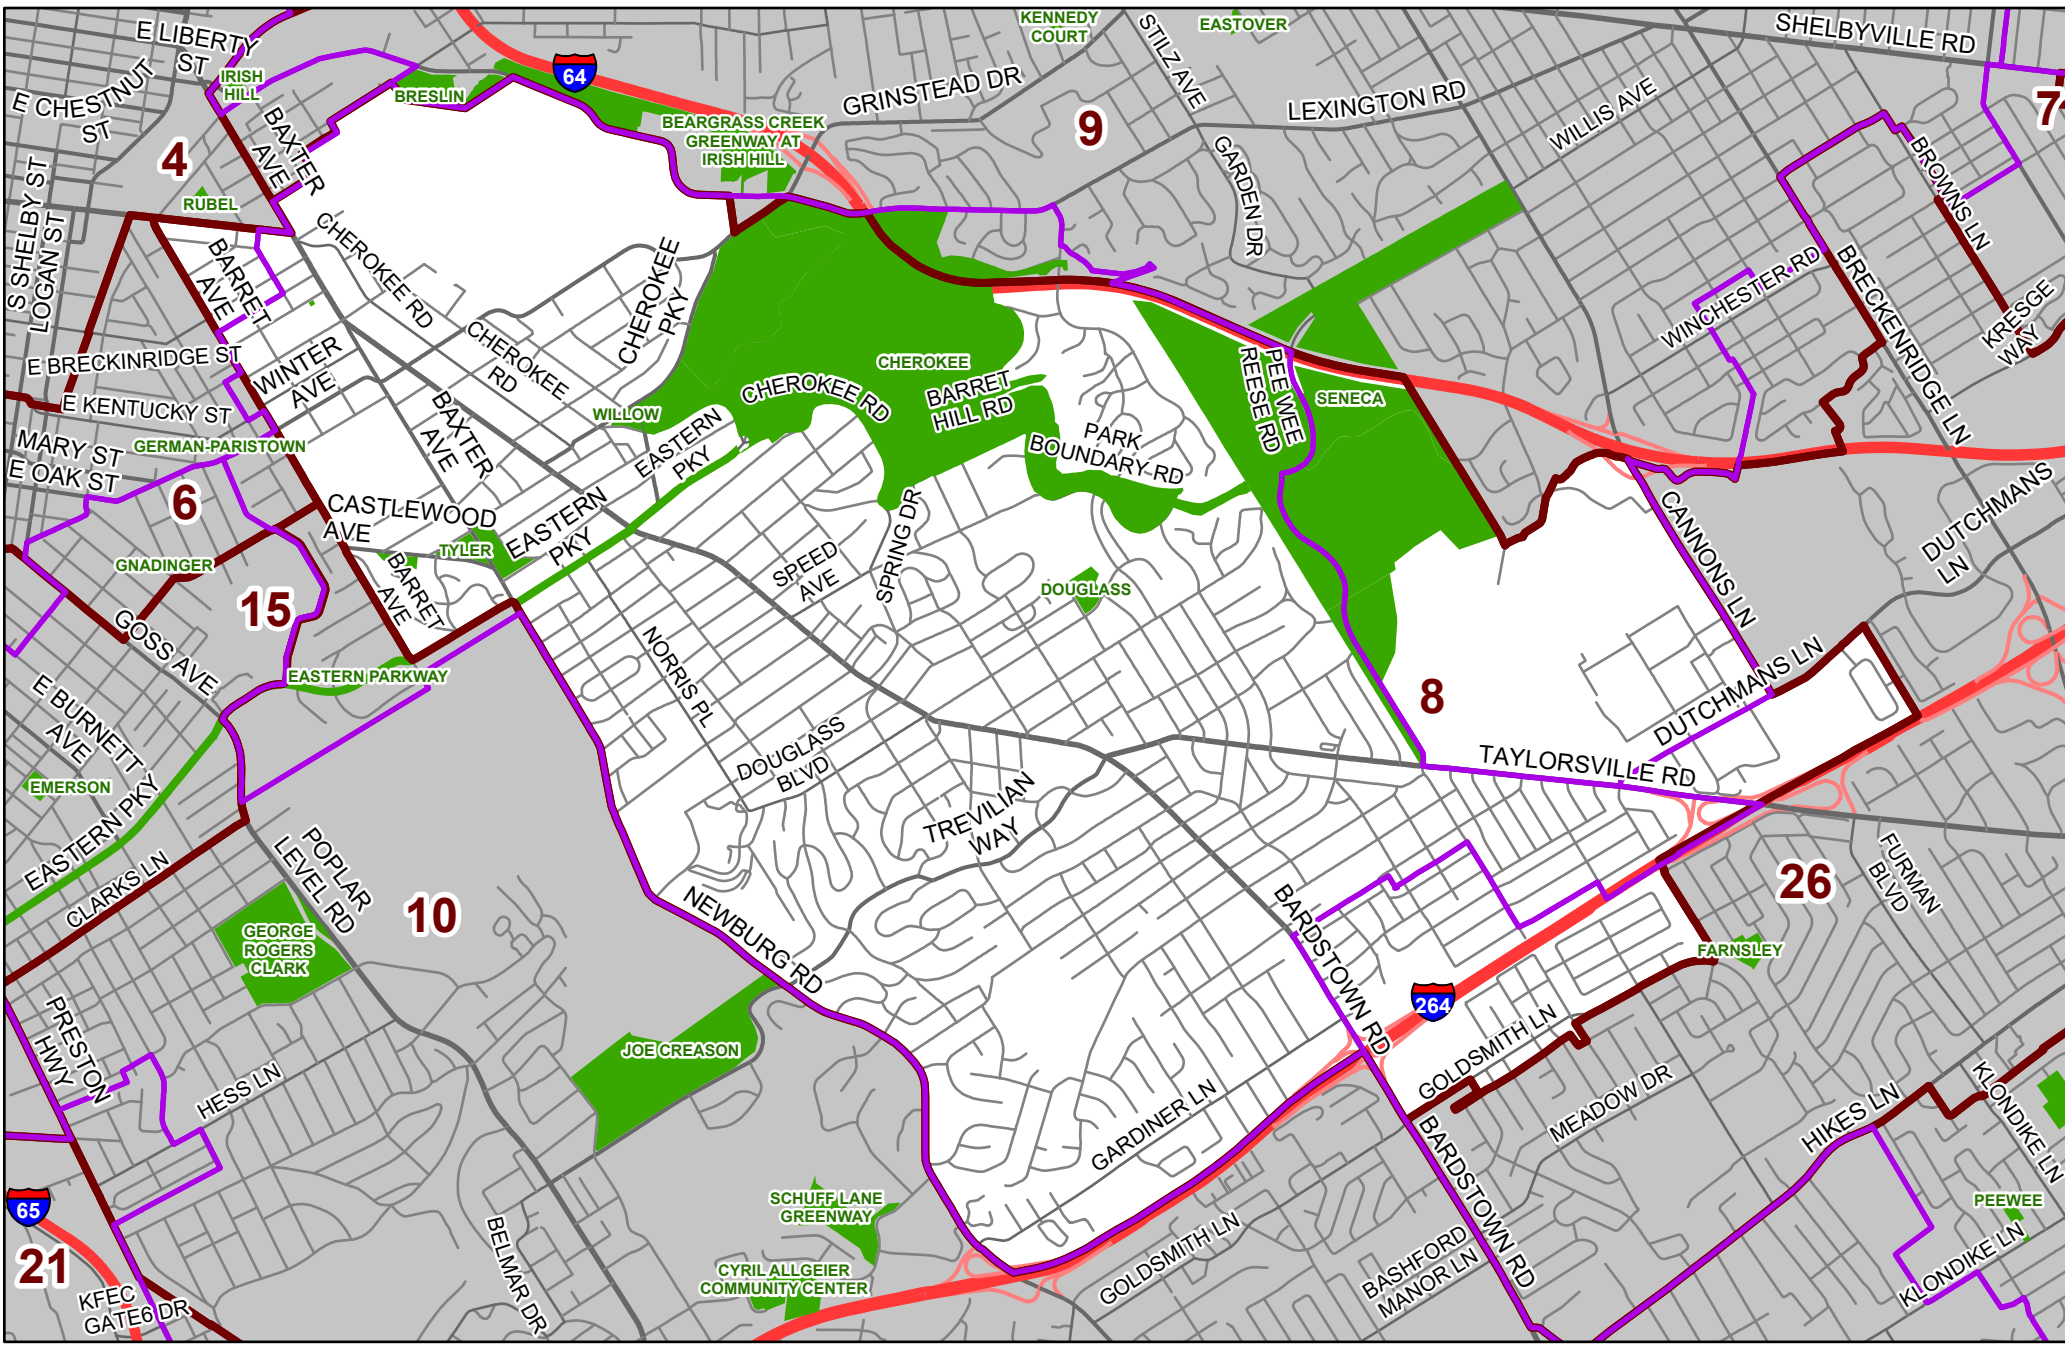 E LIBERTY
ST
IRISH
HILL
E CHESTNUT
ST
4
BAXTER
AVE
BRESLIN
64
BEARGRASS CREEK
GREENWAY AT
IRISH HILL
KENNEDY
COURT
STILZ AVE
EASTOVER
GRINSTEAD DR
9
LEXINGTON RD
GARDEN DR
WILLIS AVE
SHELBYVILLE RD
7
BROWNS LN
S SHELBY ST
LOGAN ST
RUBEL
BARRET
AVE
CHEROKEE RD
CHEROKEE
PKY
CHEROKEE
RD
WINCHESTER RD
BRECKENRIDGE LN
KRESGE
WAY
E BRECKINRIDGE ST
WINTER
AVE
E KENTUCKY ST
MARY ST
E OAK ST
GERMAN-PARISTOWN
BAXTER
AVE
WILLOW
CHEROKEE RD
CHEROKEE
BARRET
HILL RD
PEE WEE
REESE RD
SENECA
EASTERN
PKY
PARK
BOUNDARY RD
6
CASTLEWOOD
AVE
TYLER
EASTERN
PKY
SPRING DR
SPEED
AVE
DOUGLASS
CANNONS LN
DUTCHMANS
LN
GNADINGER
15
BARRET
AVE
GOSS AVE
EASTERN PARKWAY
NORRIS PL
8
DUTCHMANS LN
E BURNETT
AVE
EMERSON
EASTERN PKY
DOUGLASS
BLVD
TREVILIAN
WAY
TAYLORSVILLE RD
POPLAR
LEVEL RD
CLARKS LN
10
GEORGE
ROGERS
CLARK
NEWBURG RD
BARDSTOWN RD
26
FURMAN
BLVD
FARNSLEY
264
PRESTON
HWY
HESS LN
JOE CREASON
GARDINER LN
GOLDSMITH LN
MEADOW DR
HIKES LN
KLONDIKE LN
65
21
KFEC
GATE6 DR
BELMAR DR
SCHUFF LANE
GREENWAY
CYRIL ALLGEIER
COMMUNITY CENTER
GOLDSMITH LN
BARDSTOWN RD
BASHFORD
MANOR LN
PEEWEE
KLONDIKE LN